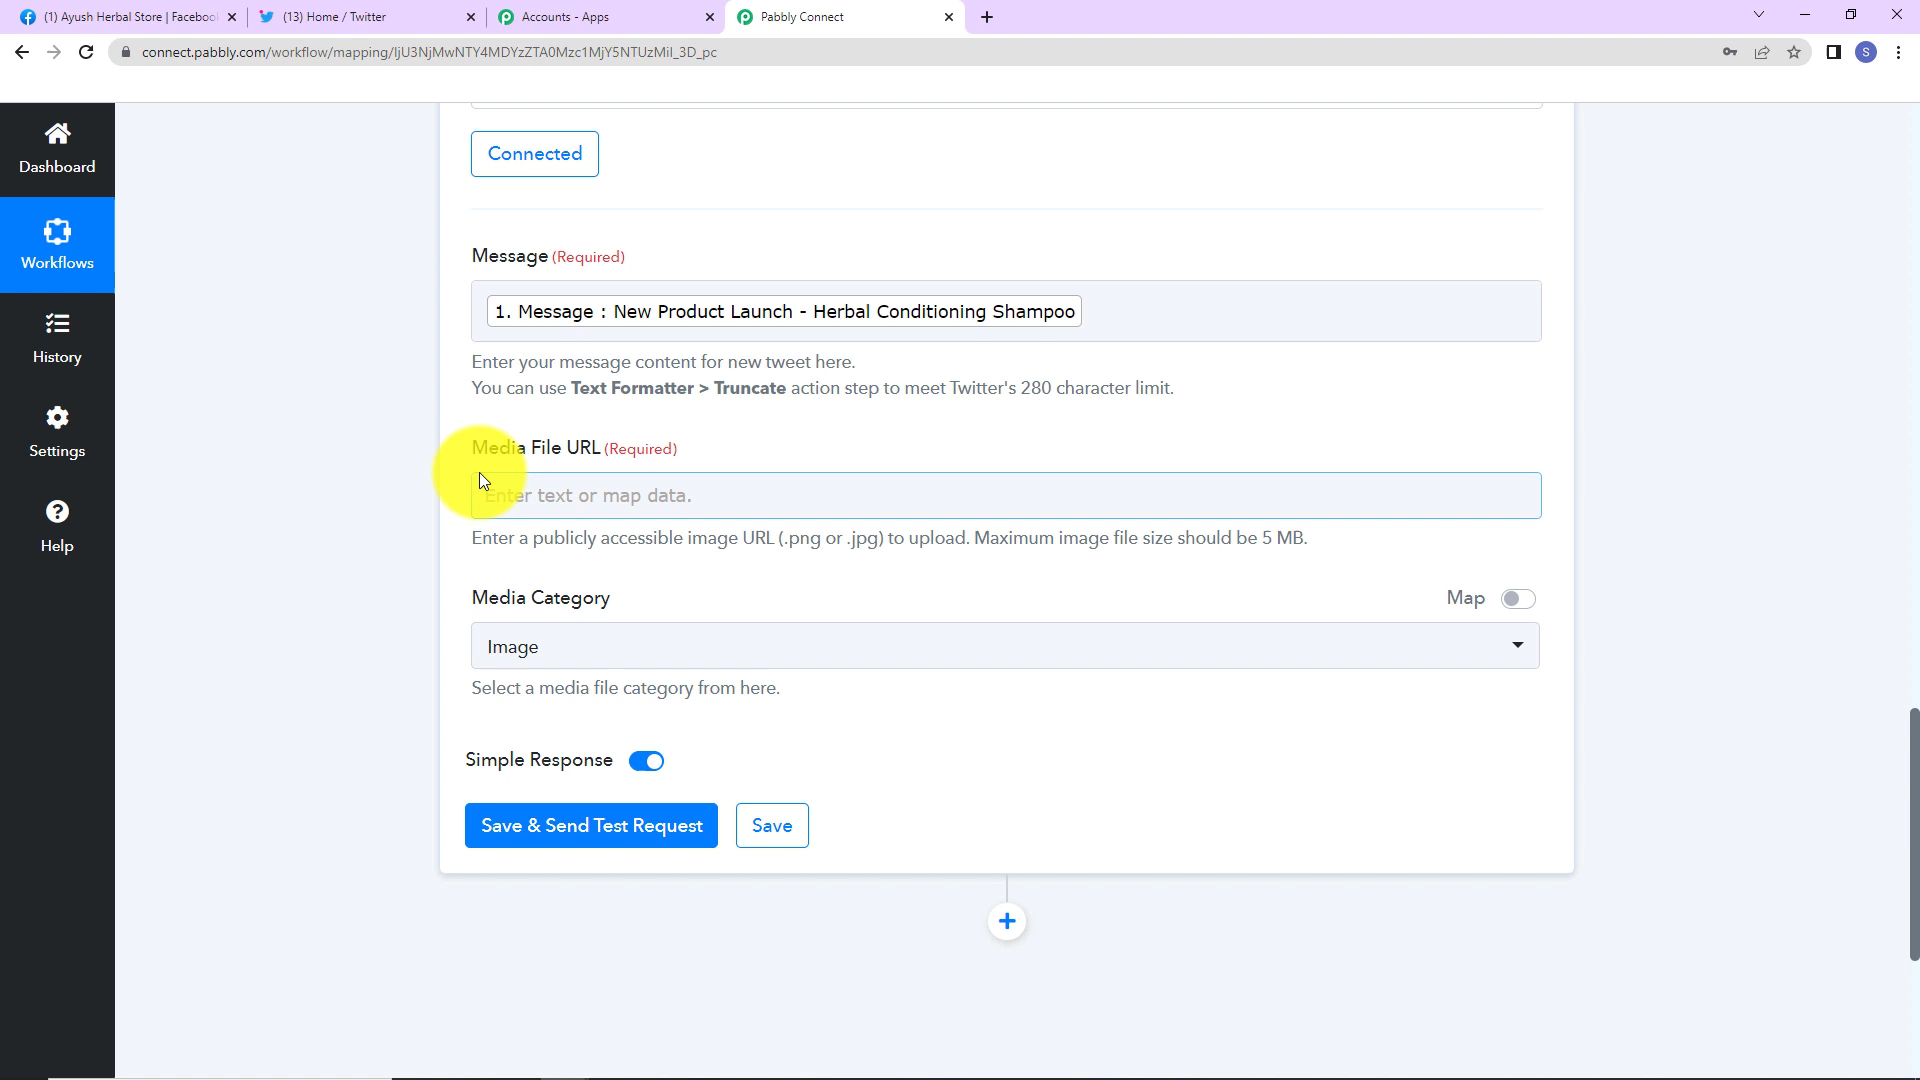 (1) Ayush Herbal Store | Faceboo
(13) Home / Twitter
Accounts - Apps
Pabbly Connect
connect.pabbly.com/workflow/mapping/IjU3NjMwNTY4MDYzZTA0Mzc1MjY5NTUzMiI_3D_pc
S
Dashboard
Workflows
History
Settings
Help
Connected
Message (Required)
1. Message : New Product Launch - Herbal Conditioning Shampoo
Enter your message content for new tweet here.
You can use Text Formatter > Truncate action step to meet Twitter's 280 character limit.
Media File URL (Required)
Enter text or map data.
Enter a publicly accessible image URL (.png or .jpg) to upload. Maximum image file size should be 5 MB.
Media Category
Map
Image
Select a media file category from here.
Simple Response
Save & Send Test Request
Save